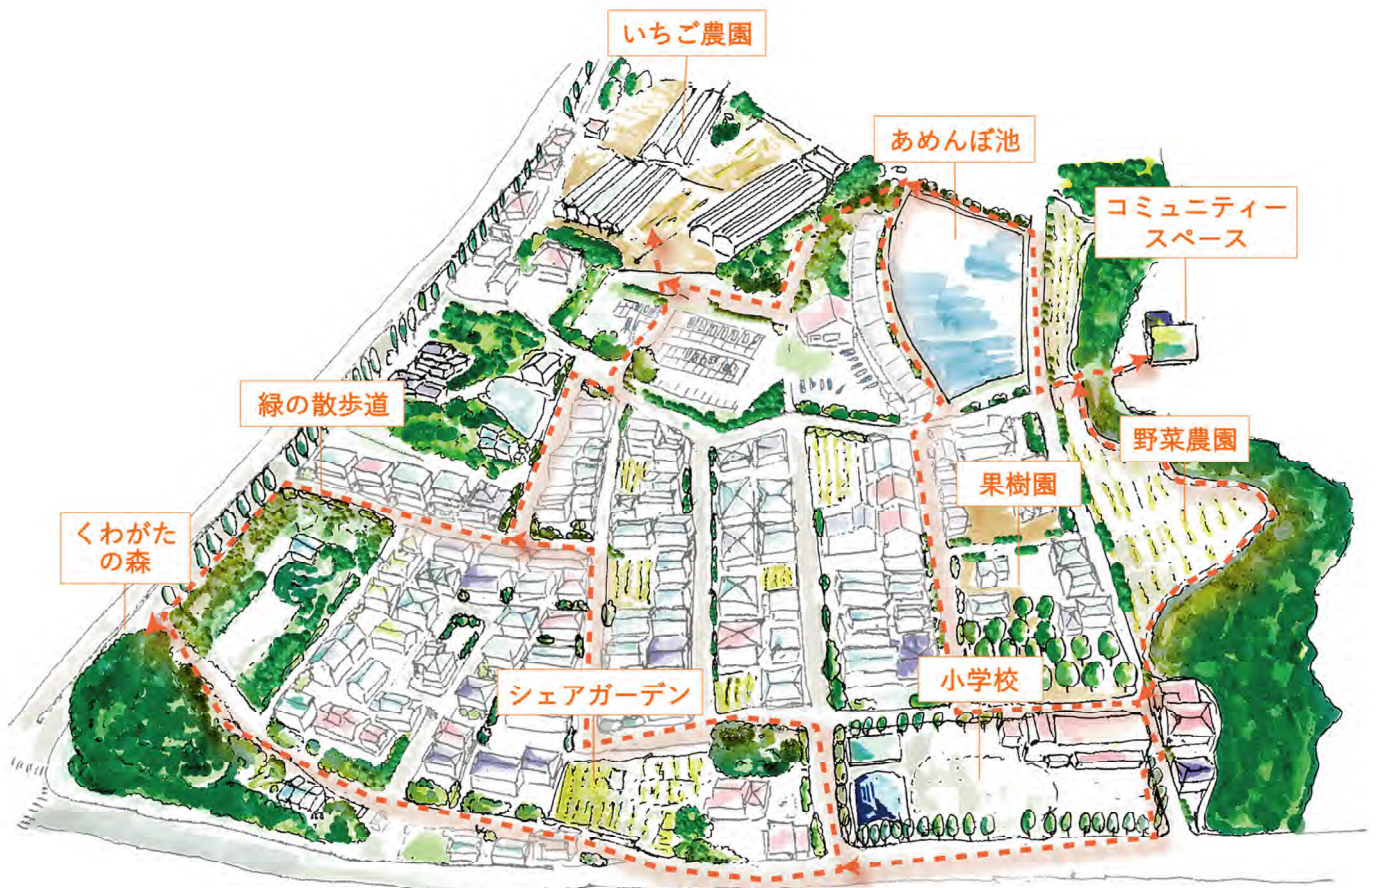 いちご農園
あめんぼ池
コミュニティー
スペース
緑の散歩道
野菜農園
果樹園
くわがた
の森
シェアガーデン
小学校